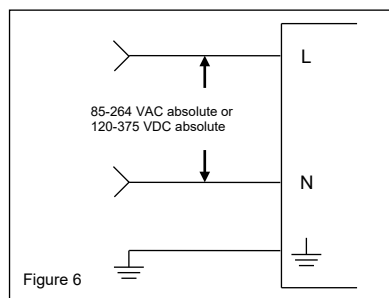 L
85-264 VAC absolute or
120-375 VDC absolute
N
Figure 6